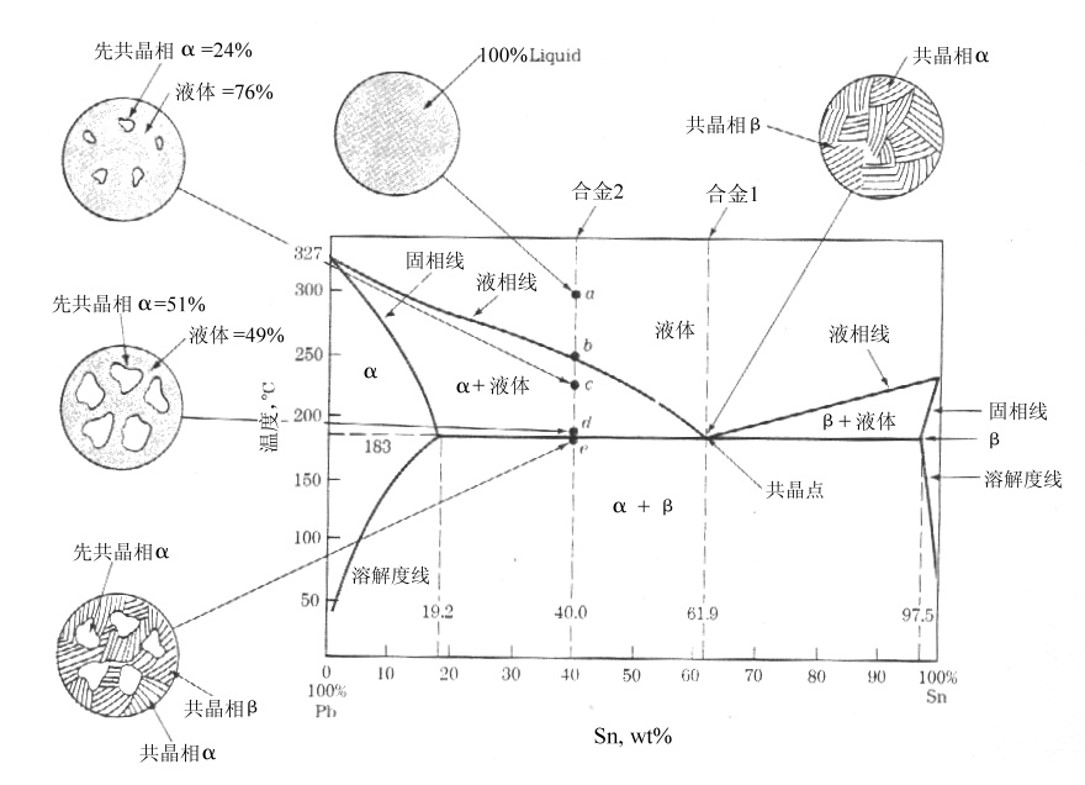 先共晶相 α =24%
液体 =76%
100%Liquid
共晶相α
共晶相β
合金2
合金1
327
300
250
200
183
150
100
50
温度,℃
固相线
液相线
a
b
c
d
e
液体
α
α+ 液体
液相线
β+液体
固相线
β
溶解度线
共晶点
α + β
溶解度线
19.2
40.0
61.9
97.5
先共晶相 α=51%
液体 =49%
先共晶相α
共晶相β
共晶相α
0
10
20
30
40
50
60
70
80
90
100%
100%
Pb
Sn
Sn, wt%